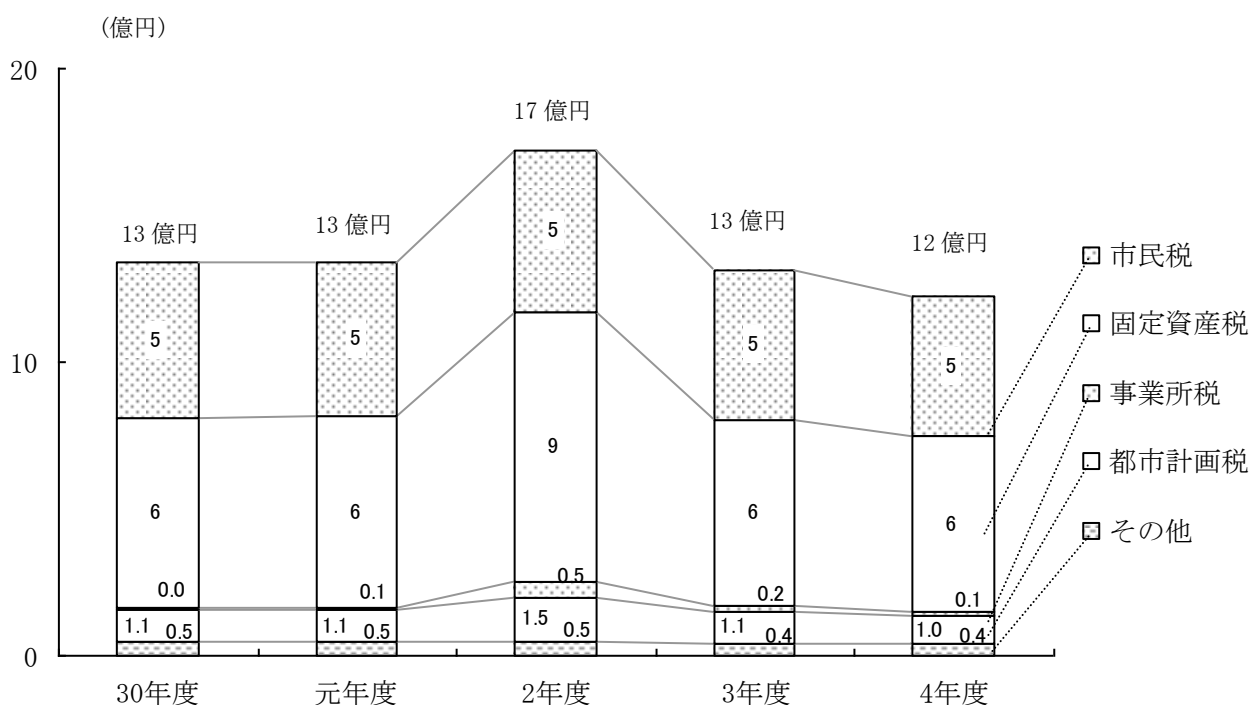 (億円)
20
17 億円
13 億円
13 億円
13 億円
12 億円
市民税
固定資産税
事業所税
都市計画税
その他
5
5
5
5
5
10
9
6
6
6
6
0.0
0.1
0.5
0.2
0.1
1.1
0.5
1.1
0.5
1.5
0.5
1.1
0.4
1.0
0.4
0
30年度
元年度
2年度
3年度
4年度